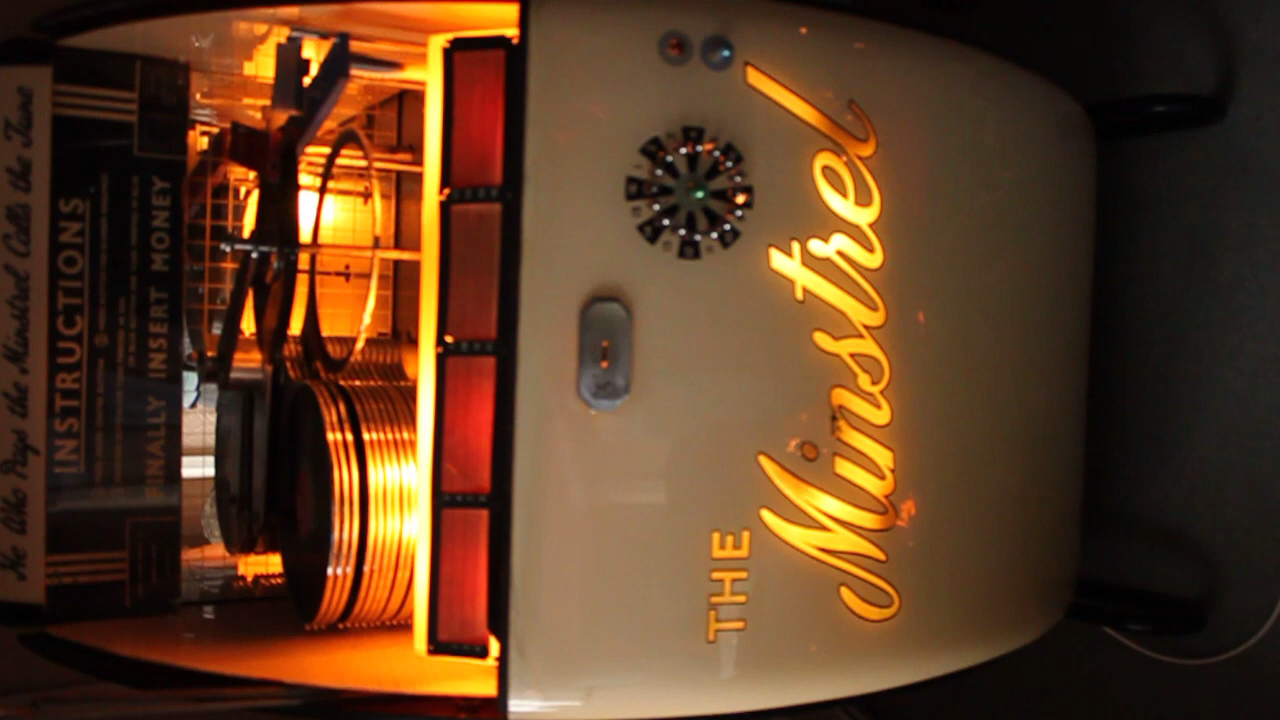 He Who Pays the Minstrel Calls the Tune
INSTRUCTIONS
FINALLY INSERT MONEY
THE
Minstrel